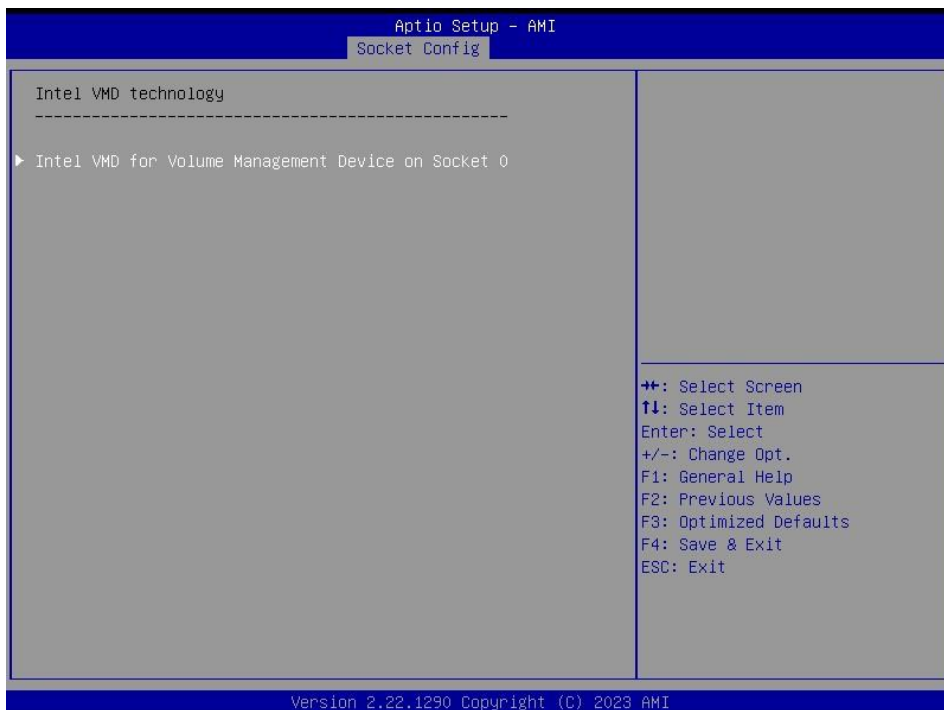 Aptio Setup – AMI
Socket Config
Intel VMD technology
--------------------------------------------------
▶ Intel VMD for Volume Management Device on Socket 0
→←: Select Screen
↑↓: Select Item
Enter: Select
+/-: Change Opt.
F1: General Help
F2: Previous Values
F3: Optimized Defaults
F4: Save & Exit
ESC: Exit
Version 2.22.1290 Copyright (C) 2023 AMI